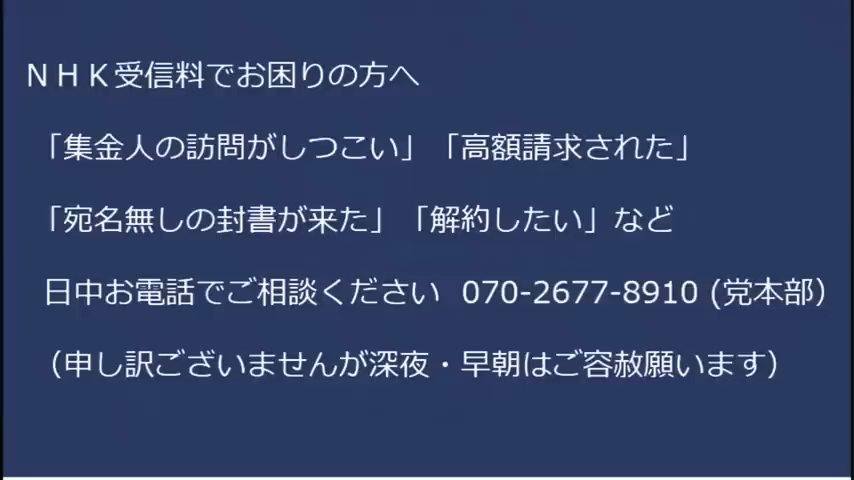 ＮＨＫ受信料でお困りの方へ
「集金人の訪問がしつこい」「高額請求された」
「宛名無しの封書が来た」「解約したい」など
日中お電話でご相談ください 070-2677-8910 (党本部）
（申し訳ございませんが深夜・早朝はご容赦願います）